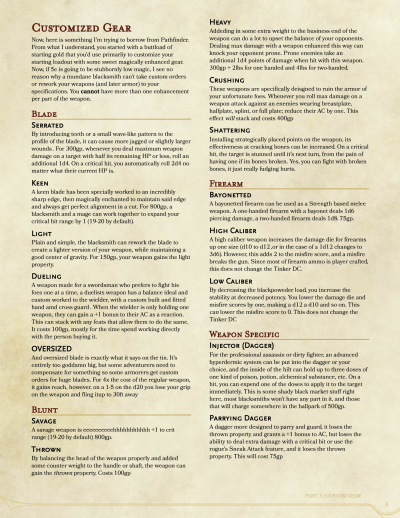 CUSTOMIZED GEAR
Now, here is something I'm trying to borrow from Pathfinder.
From what I understand, you started with a buttload of
starting gold that you'd use primarily to customize your
starting loadout with some sweet magically enhanced gear.
Now, if 5e is going to be stubbornly low magic, I see no
reason why a mundane blacksmith can't take custom orders
or rework your weapons (and later armor) to your
specifications. You cannot have more than one enhancement
per part of the weapon.
BLADE
SERRATED
By introducing teeth or a small wave-like pattern to the
profile of the blade, it can cause more jagged or slightly larger
wounds. For 300gp, whenever you deal maximum weapon
damage on a target with half its remaining HP or less, roll an
additional 1d4. On a critical hit, you automatically roll 2d4 no
matter what their current HP is.
KEEN
A keen blade has been specially worked to an incredibly
sharp edge, then magically enchanted to maintain said edge
and always get perfect alignment in a cut. For 800gp, a
blacksmith and a mage can work together to expand your
critical hit range by 1 (19-20 by default).
LIGHT
Plain and simple, the blacksmith can rework the blade to
create a lighter version of your weapon, while maintaining a
good center of gravity. For 150gp, your weapon gains the light
property.
DUELING
A weapon made for a swordsman who prefers to fight his
foes one at a time, a duelists weapon has a balance ideal and
custom worked to the wielder, with a custom built and fitted
hand and cross guard. When the wielder is only holding one
weapon, they can gain a +1 bonus to their AC as a reaction.
This can stack with any feats that allow them to do the same.
It costs 100gp, mostly for the time spend working directly
with the person buying it.
OVERSIZED
And oversized blade is exactly what it says on the tin. It's
entirely too goddamn big, but some adventurers need to
compensate for something so some armorers get custom
orders for huge blades. For 4x the cost of the regular weapon,
it gains reach, however, on a 1-5 on the d20 you lose your grip
on the weapon and fling it up to 30ft away
BLUNT
SAVAGE
+1 to crit
range (19-20 by default) 800gp.
THROWN
By balancing the head of the weapon properly and added
some counter weight to the handle or shaft, the weapon can
gain the thrown property. Costs 100gp
HEAVY
Addeding in some extra weight to the business end of the
weapon can do a lot to upset the balance of your opponents.
Dealing max damage with a weapon enhanced this way can
knock your opponent prone. Prone enemies take an
additional 1d4 points of damage when hit with this weapon.
300gp + 2lbs for one handed and 4lbs for two-handed.
CRUSHING
These weapons are specifically designed to ruin the armor of
your unfortunate foes. Whenever you roll max damage on a
weapon attack against an enemy wearing breastplate,
halfplate, splint, or full plate; reduce their AC by one. This
effect will stack and costs 400gp
SHATTERING
Installing strategically placed points on the weapon, its
effectiveness at cracking bones can be increased. On a critical
hit, the target is stunned until it's next turn, from the pain of
having one if its bones broken. Yes, you can fight with broken
bones, it just really fudging hurts.
FIREARM
BAYONETTED
A bayonetted firearm can be used as a Strength based melee
weapon. A one-handed firearm with a bayonet deals 1d6
piercing damage, a two-handed firearm deals 1d8. 75gp.
HIGH CALIBER
A high caliber weapon increases the damage die for firearms
up one size (d10 to d12 ,or in the case of a 1d12 changes to
3d6). However, this adds 2 to the misfire score, and a misfire
breaks the gun. Since most of firearm ammo is player crafted,
this does not change the Tinker DC.
LOW CALIBER
By decreasing the blackpowder load, you increase the
stability at decreased potency. You lower the damage die and
misfire scores by one, making a d12 a d10 and so on. This
can lower the misfire score to 0. This does not change the
Tinker DC
WEAPON SPECIFIC
INJECTOR (DAGGER)
For the professional assassin or dirty fighter, an advanced
hyperdermic system can be put into the dagger or your
choice, and the inside of the hilt can hold up to three doses of
one kind of poison, potion, alchemical substance, etc. On a
hit, you can expend one of the doses to apply it to the target
immediately. This is some shady black market stuff right
here, most blacksmiths won't have any part in it, and those
that will charge somewhere in the ballpark of 500gp.
PARRYING DAGGER
A dagger more designed to parry and guard, it loses the
thrown property and grants a +1 bonus to AC, but loses the
ability to deal extra damage with a critical hit or use the
rogue's Sneak Attack feature, and it loses the thrown
property. This will cost 75gp